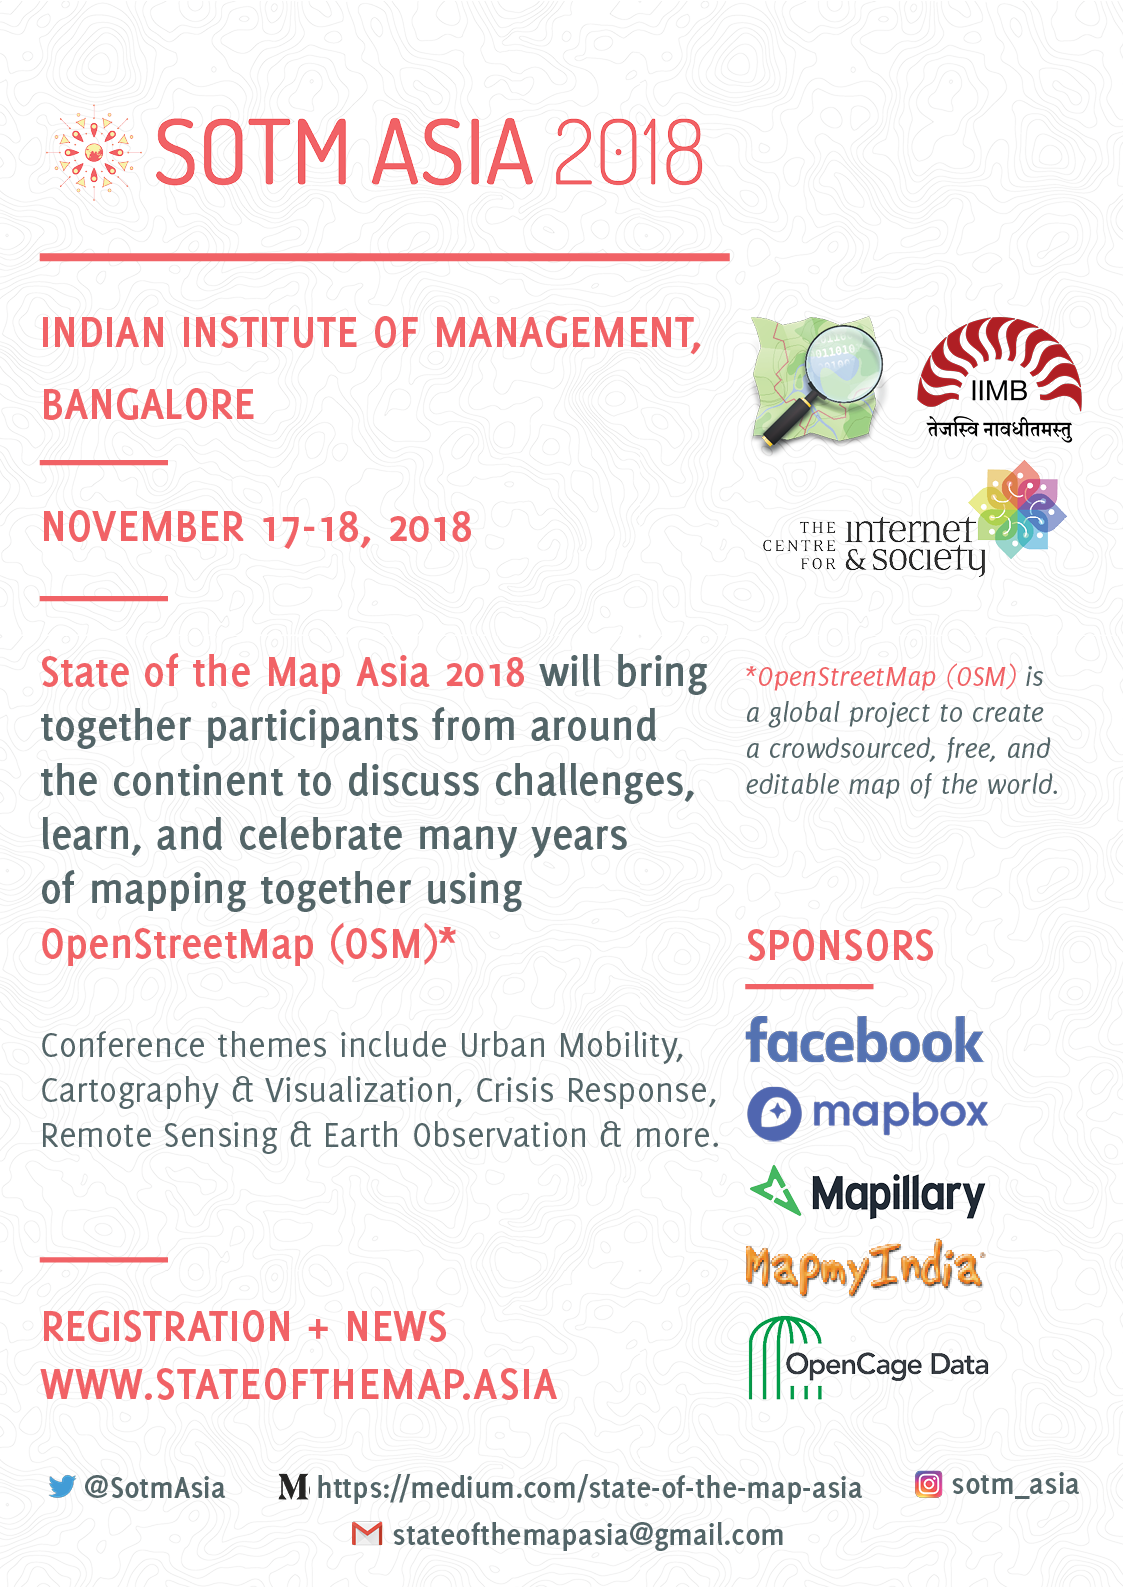 SOTM ASIA 2018
INDIAN INSTITUTE OF MANAGEMENT,
BANGALORE
NOVEMBER 17-18, 2018
011010
IIMB
तेजस्वि नावधीतमस्तु
THE
CENTRE
FOR
internet
& society
State of the Map Asia 2018 will bring
together participants from around
the continent to discuss challenges,
learn, and celebrate many years
of mapping together using
OpenStreetMap (OSM)*
*OpenStreetMap (OSM) is
a global project to create
a crowdsourced, free, and
editable map of the world.
Conference themes include Urban Mobility,
Cartography & Visualization, Crisis Response,
Remote Sensing & Earth Observation & more.
SPONSORS
facebook
mapbox
Mapillary
MapmyIndia
OpenCage Data
REGISTRATION + NEWS
WWW.STATEOFTHEMAP.ASIA
@SotmAsia
M https://medium.com/state-of-the-map-asia
sotm_asia
stateofthemapasia@gmail.com